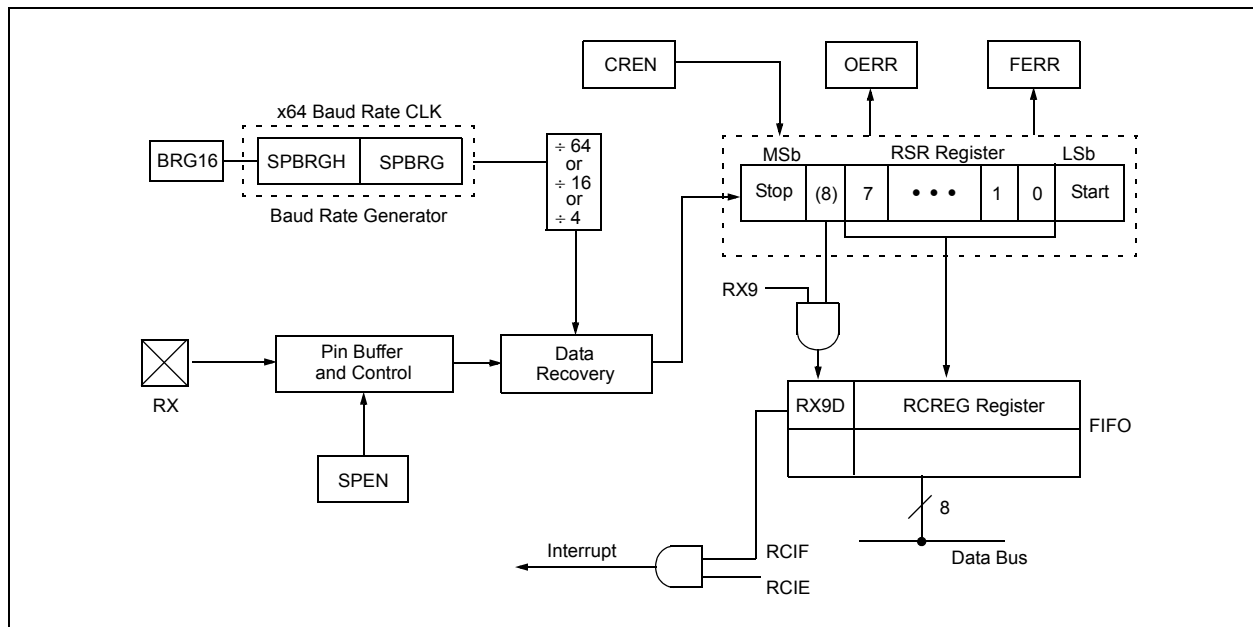 CREN
OERR
FERR
x64 Baud Rate CLK
BRG16
SPBRGH
SPBRG
Baud Rate Generator
÷ 64
or
÷ 16
or
÷ 4
MSb
RSR Register
LSb
Stop
(8)
7
• • •
1
0
Start
RX9
RX
Pin Buffer
and Control
Data
Recovery
SPEN
RX9D
RCREG Register
FIFO
8
Data Bus
Interrupt
RCIF
RCIE